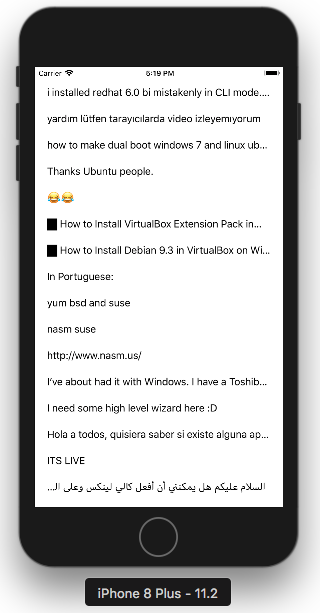 Carrier 5:19 PM
i installed redhat 6.0 bi mistakenly in CLI mode....
yardım lütfen tarayıcılarda video izleyemıyorum
how to make dual boot windows 7 and linux ub...
Thanks Ubuntu people.
😂😂
█ How to Install VirtualBox Extension Pack in...
█ How to Install Debian 9.3 in VirtualBox on Wi...
In Portuguese:
yum bsd and suse
nasm suse
http://www.nasm.us/
I’ve about had it with Windows. I have a Toshib...
I need some high level wizard here :D
Hola a todos, quisiera saber si existe alguna ap...
ITS LIVE
السلام عليكم هل يمكنني أن أفعل كالي لينكس وعلى الـ...
iPhone 8 Plus - 11.2